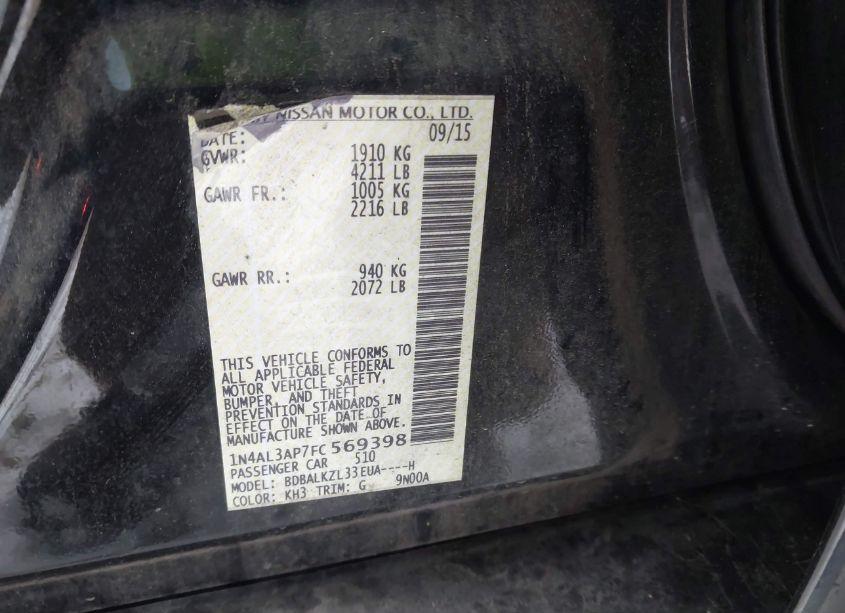 NISSAN MOTOR CO., LTD.
DATE: 09/15
GVWR: 1910 KG
4211 LB
GAWR FR.: 1005 KG
2216 LB
GAWR RR.: 940 KG
2072 LB
THIS VEHICLE CONFORMS TO
ALL APPLICABLE FEDERAL
MOTOR VEHICLE SAFETY,
BUMPER, AND THEFT
PREVENTION STANDARDS IN
EFFECT ON THE DATE OF
MANUFACTURE SHOWN ABOVE.
1N4AL3AP7FC569398
PASSENGER CAR 510
MODEL: BDBALKZL33EUA----H
COLOR: KH3 TRIM: G 9N00A